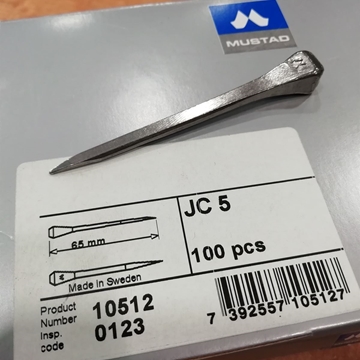 MUSTAD
JC 5
65 mm
100 pcs
Made in Sweden
Product
Number 10512
Insp.
code 0123
7 392557 105127